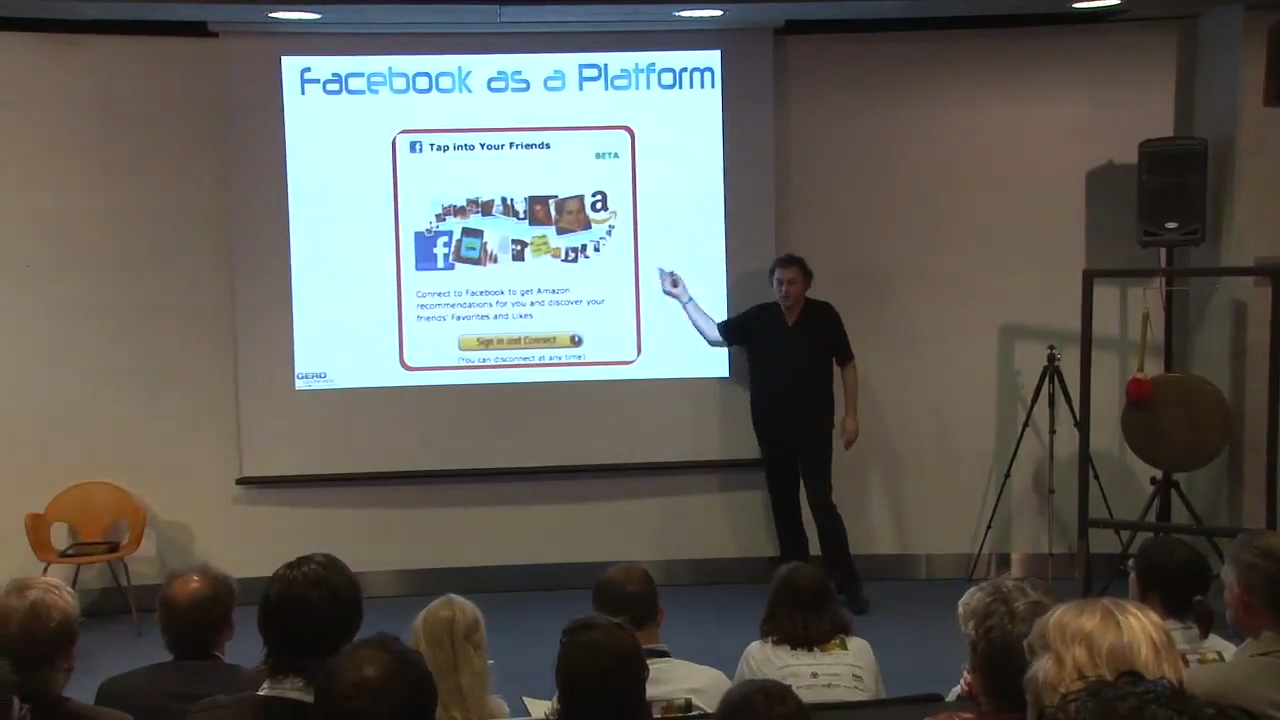 Facebook as a Platform
f Tap into Your Friends
BETA
a
f
Connect to Facebook to get Amazon
recommendations for you and discover your
friends' Favorites and Likes
Sign in and Connect
(You can disconnect at any time)
GERD